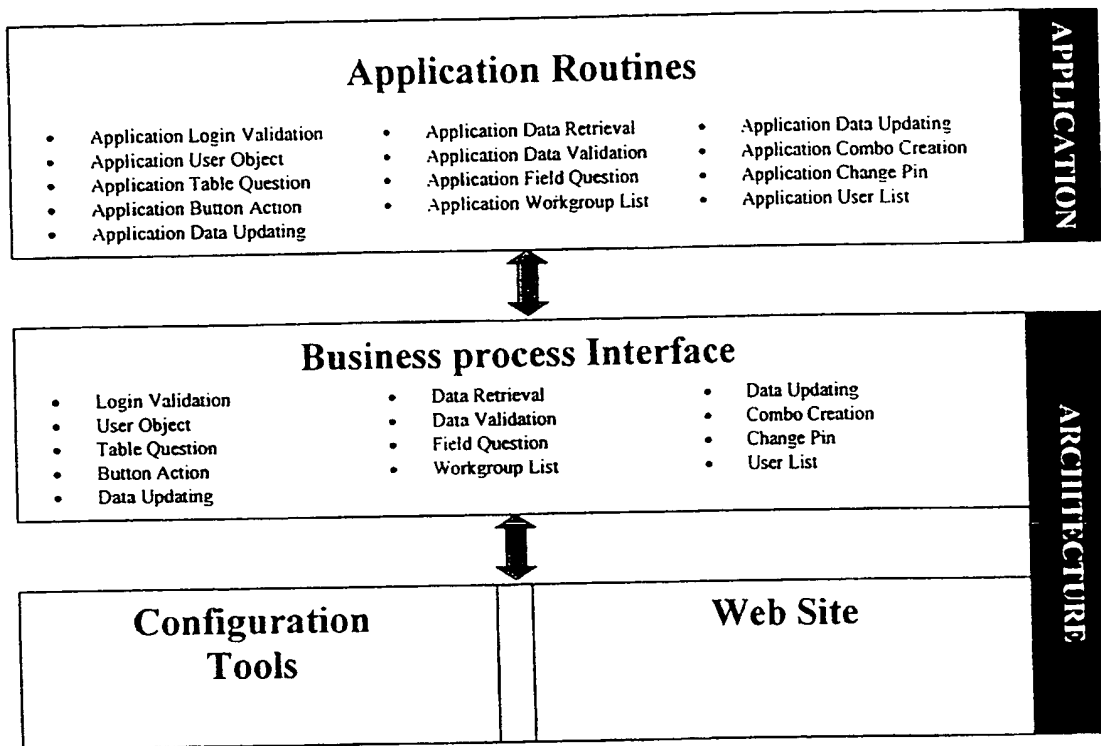 Application Routines
• Application Login Validation
• Application User Object
• Application Table Question
• Application Button Action
• Application Data Updating
• Application Data Retrieval
• Application Data Validation
• Application Field Question
• Application Workgroup List
• Application Data Updating
• Application Combo Creation
• Application Change Pin
• Application User List
APPLICATION
Business process Interface
• Login Validation
• User Object
• Table Question
• Button Action
• Data Updating
• Data Retrieval
• Data Validation
• Field Question
• Workgroup List
• Data Updating
• Combo Creation
• Change Pin
• User List
ARCHITECTURE
Configuration
Tools
Web Site